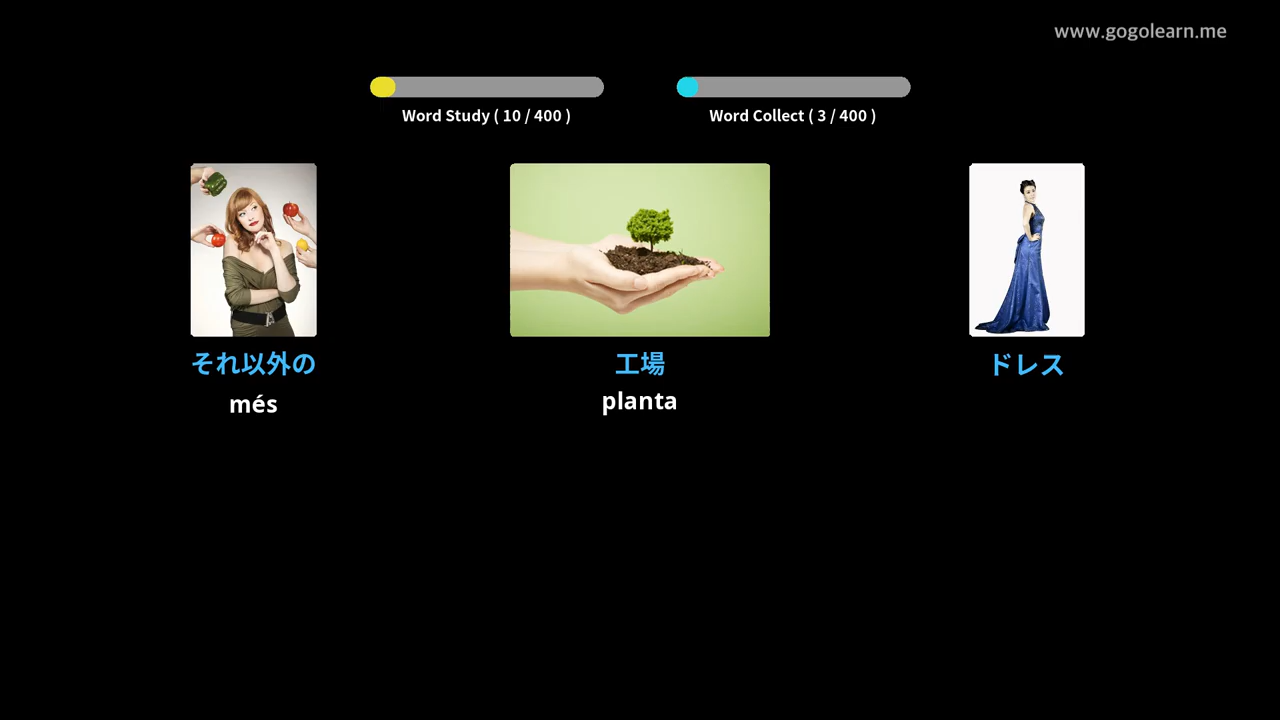 www.gogolearn.me
Word Study ( 10 / 400 )
Word Collect ( 3 / 400 )
それ以外の
més
工場
planta
ドレス